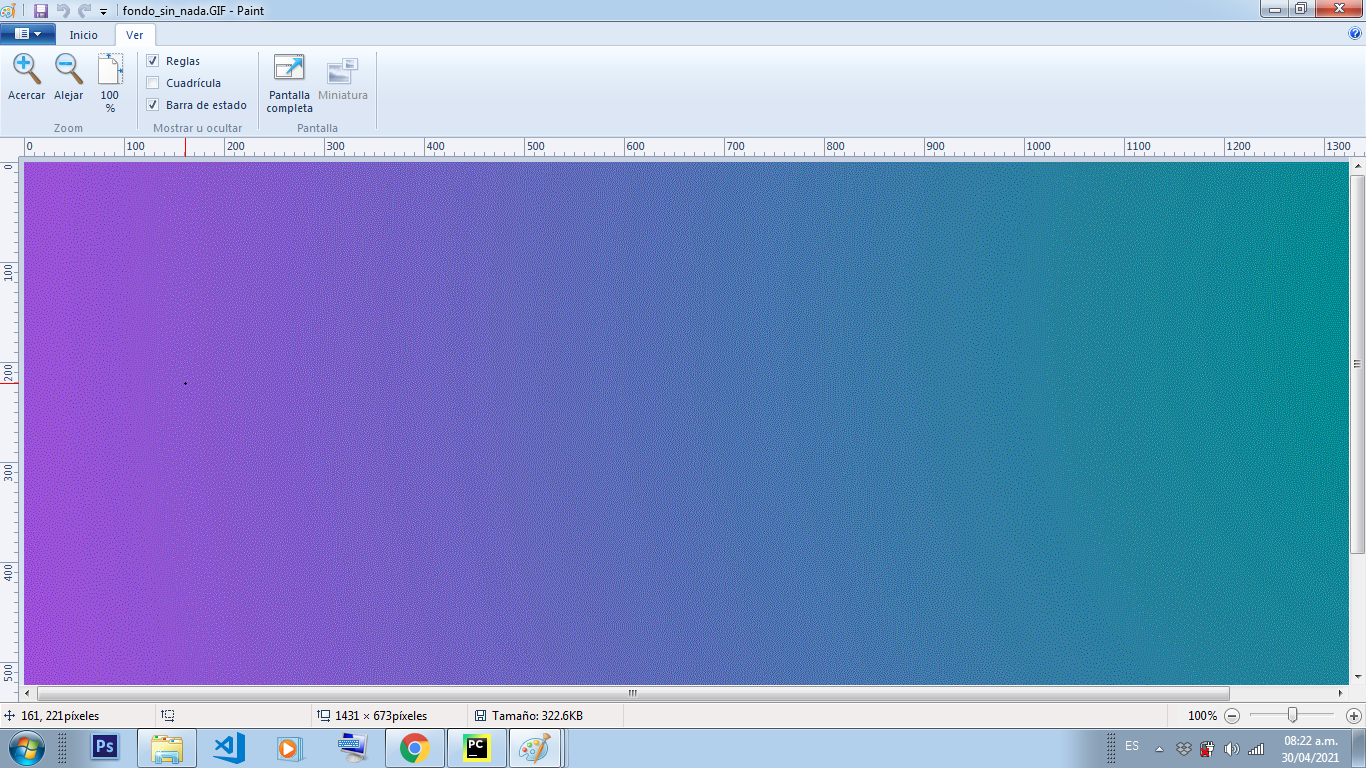 fondo_sin_nada.GIF - Paint
Inicio Ver
Acercar Alejar 100 %
Reglas
Cuadrícula
Barra de estado
Pantalla completa Miniatura
Zoom Mostrar u ocultar Pantalla
0 100 200 300 400 500 600 700 800 900 1000 1100 1200 1300
0
100
200
300
400
500
161, 221píxeles 1431 × 673píxeles Tamaño: 322.6KB 100%
Ps PC ES 08:22 a.m.
30/04/2021